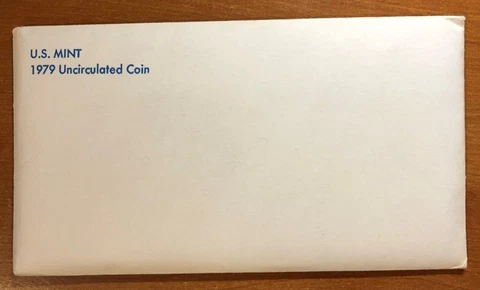 U.S. MINT
1979 Uncirculated Coin